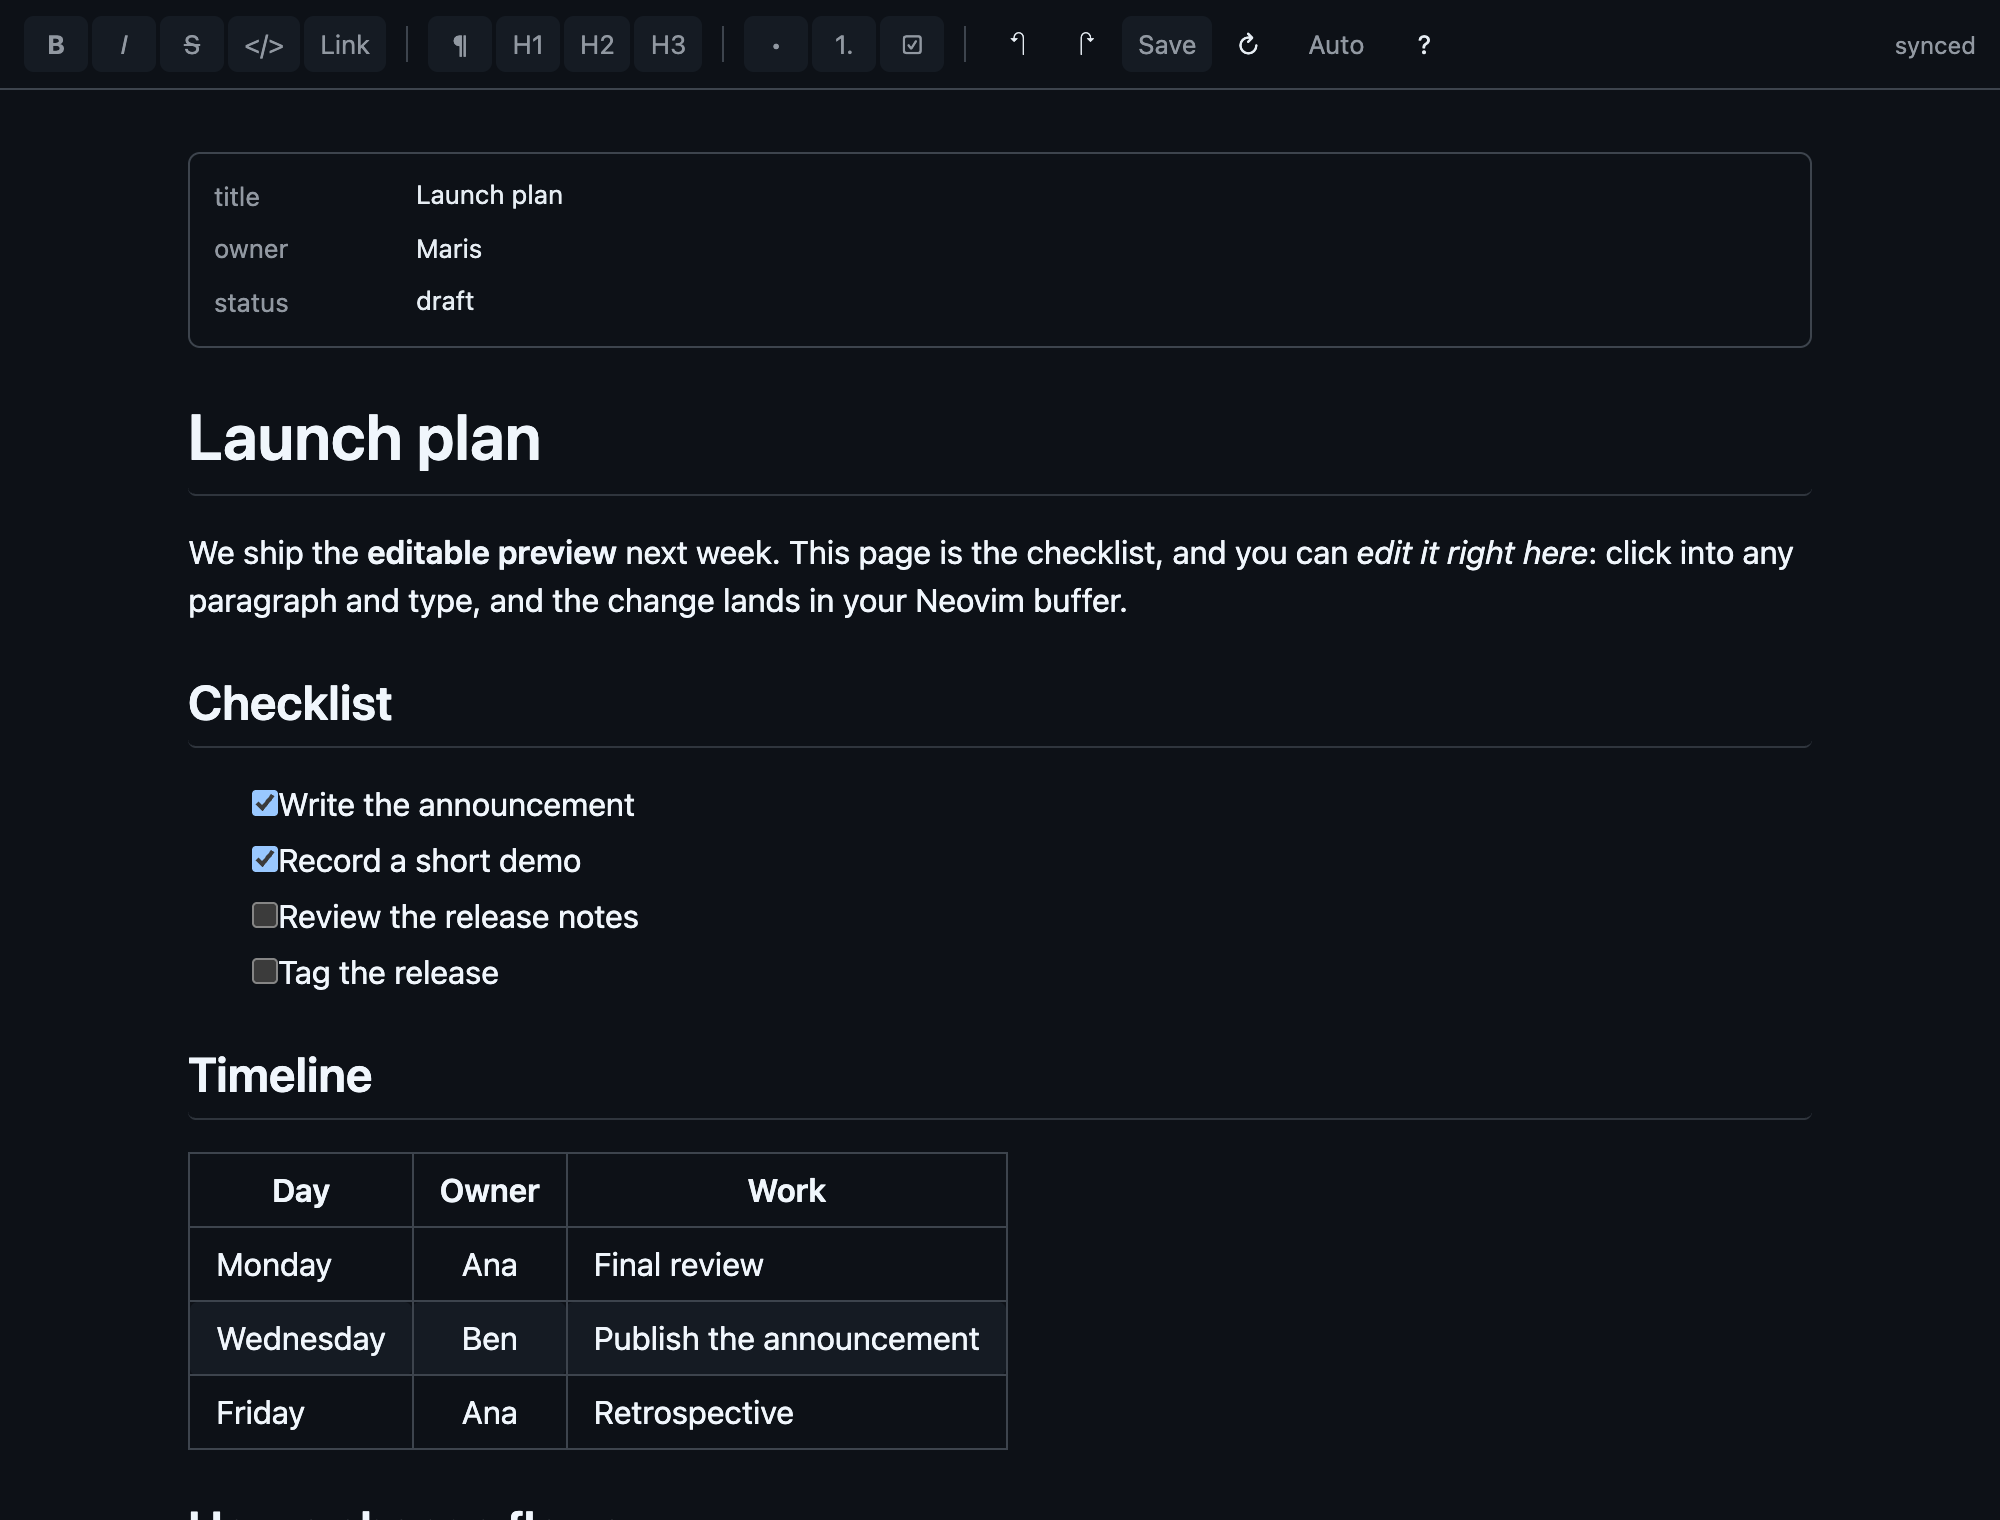 B I S </> Link ¶ H1 H2 H3 • 1. Save Auto ? synced
title Launch plan
owner Maris
status draft
Launch plan
We ship the editable preview next week. This page is the checklist, and you can edit it right here: click into any
paragraph and type, and the change lands in your Neovim buffer.
Checklist
Write the announcement
Record a short demo
Review the release notes
Tag the release
Timeline
Day Owner Work
Monday Ana Final review
Wednesday Ben Publish the announcement
Friday Ana Retrospective